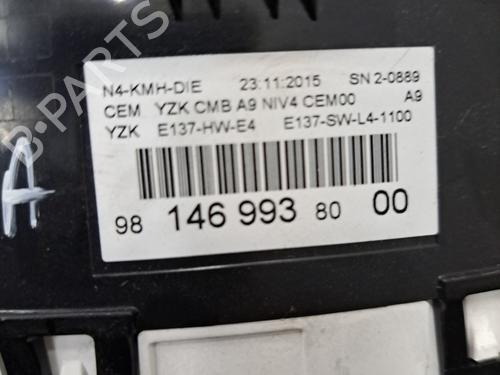 B-PARTS
N4-KMH-DIE 23:11:2015 SN 2-0889
CEM YZK CMB A9 NIV4 CEM00 A9
YZK E137-HW-E4 E137-SW-L4-1100
98 146 993 80 00
A